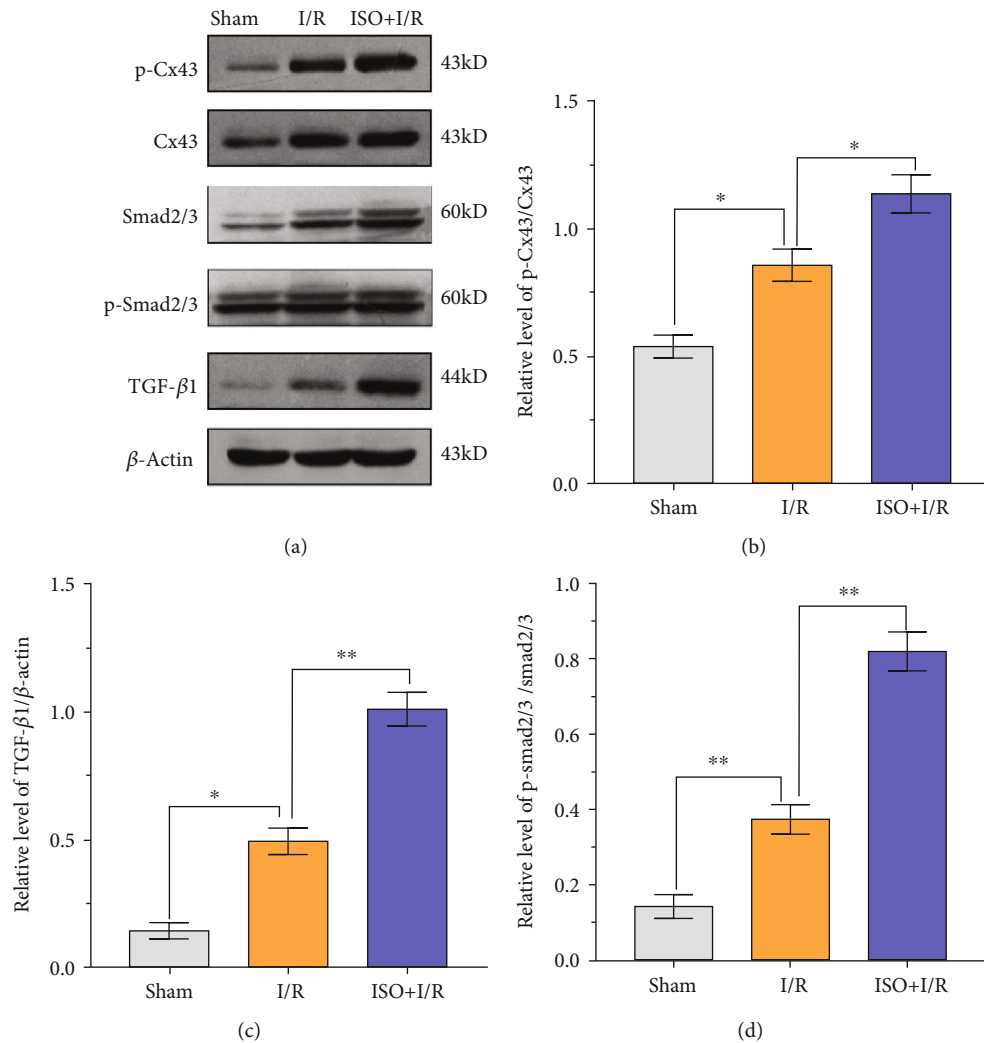 Sham I/R ISO+I/R
p-Cx43 43kD
Cx43 43kD
Smad2/3 60kD
p-Smad2/3 60kD
TGF-β1 44kD
β-Actin 43kD
(a)
Relative level of p-Cx43/Cx43
1.5
1.0
0.5
0.0
*
*
Sham I/R ISO+I/R
(b)
Relative level of TGF-β1/β-actin
1.5
1.0
0.5
0.0
*
**
Sham I/R ISO+I/R
(c)
Relative level of p-smad2/3 /smad2/3
1.0
0.8
0.6
0.4
0.2
0.0
**
**
Sham I/R ISO+I/R
(d)